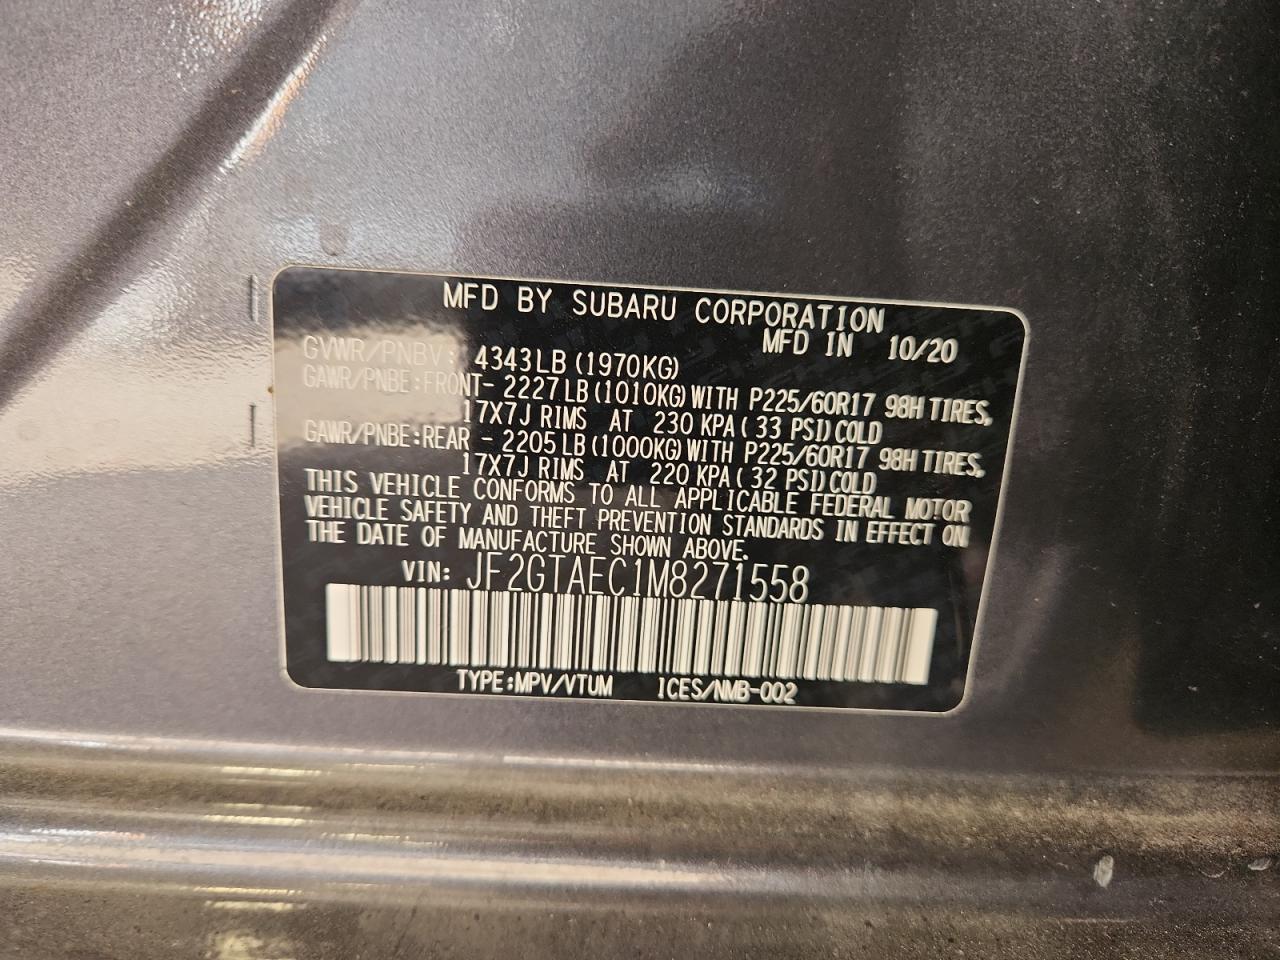 MFD BY SUBARU CORPORATION
MFD IN 10/20
GVWR/PNBV: 4343LB (1970KG)
GAWR/PNBE:FRONT- 2227LB (1010KG) WITH P225/60R17 98H TIRES,
17X7J RIMS AT 230 KPA (33 PSI) COLD
GAWR/PNBE:REAR - 2205LB (1000KG) WITH P225/60R17 98H TIRES,
17X7J RIMS AT 220 KPA (32 PSI) COLD
THIS VEHICLE CONFORMS TO ALL APPLICABLE FEDERAL MOTOR
VEHICLE SAFETY AND THEFT PREVENTION STANDARDS IN EFFECT ON
THE DATE OF MANUFACTURE SHOWN ABOVE.
VIN: JF2GTAEC1M8271558
TYPE:MPV/VTUM ICES/NMB-002